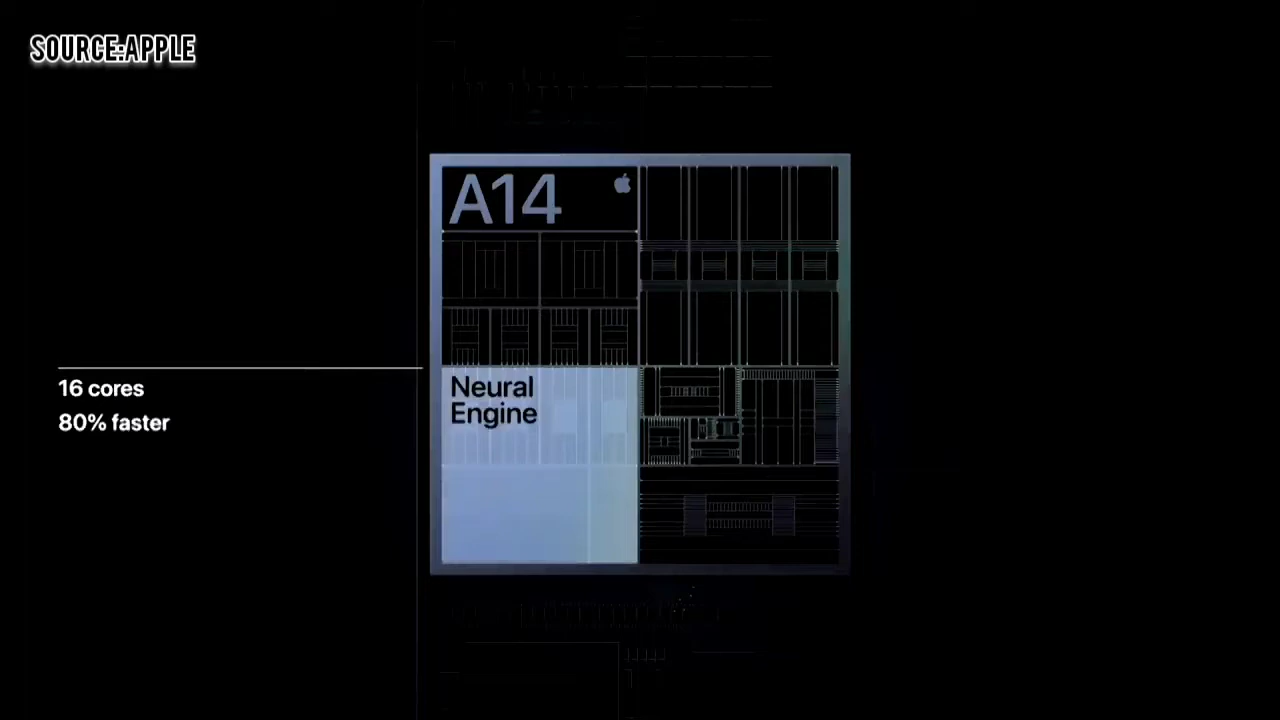 SOURCE:APPLE
A14
16 cores
80% faster
Neural
Engine